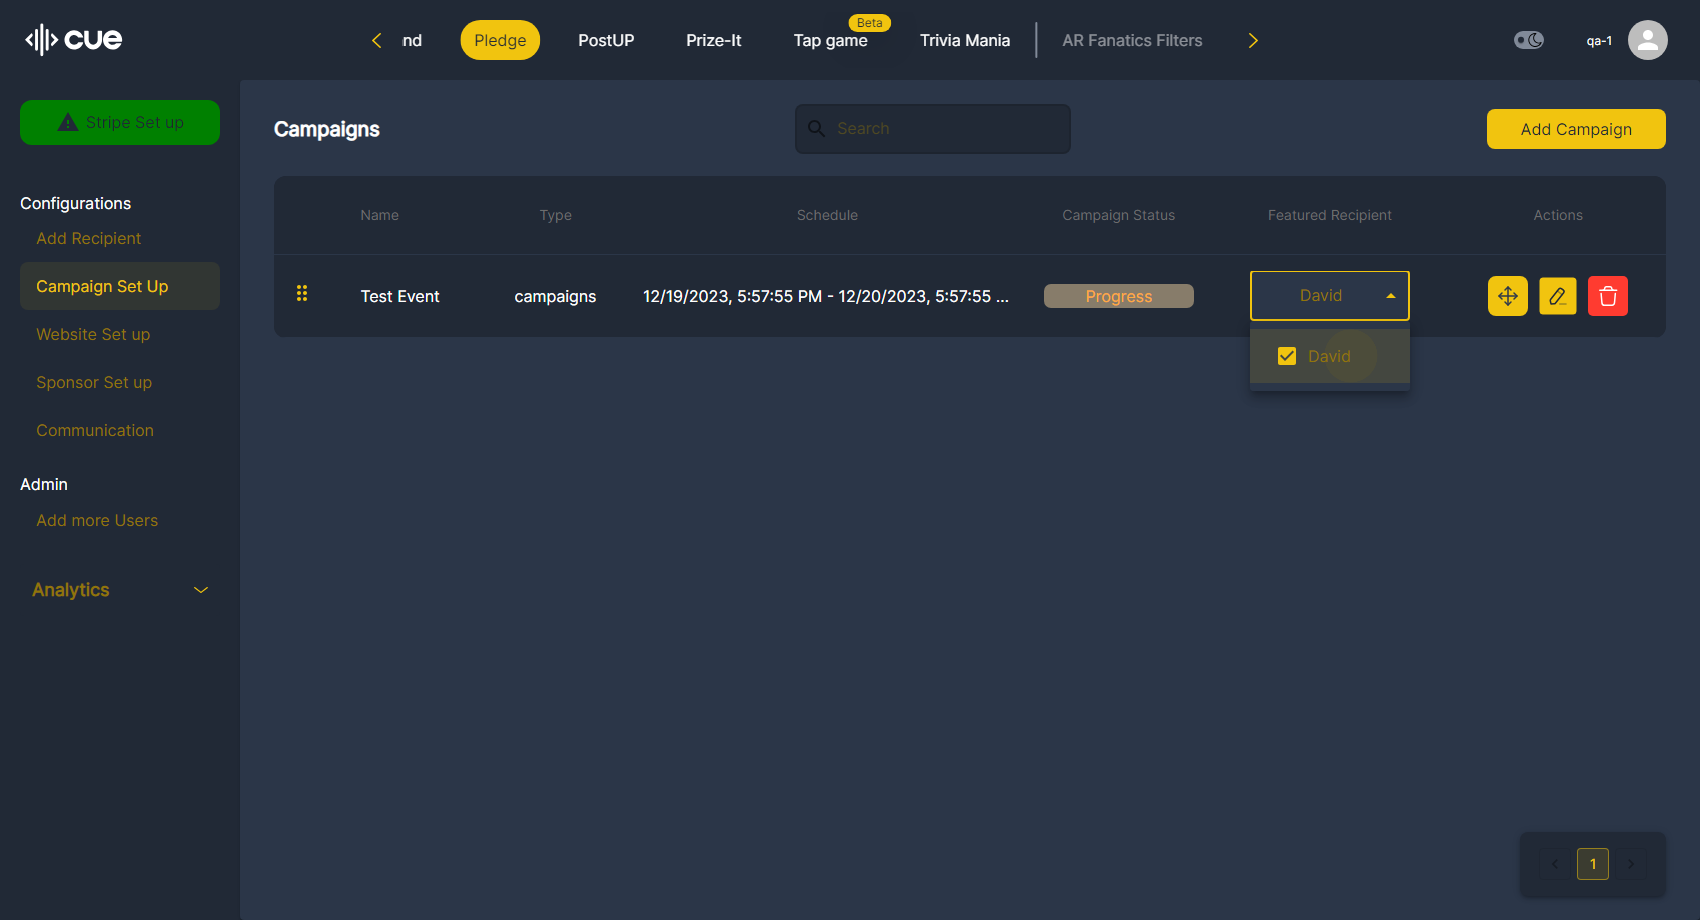 cue
nd
Pledge
PostUP
Prize-It
Tap game
Beta
Trivia Mania
AR Fanatics Filters
qa-1
Stripe Set up
Configurations
Add Recipient
Campaign Set Up
Website Set up
Sponsor Set up
Communication
Admin
Add more Users
Analytics
Campaigns
Search
Add Campaign
Name Type Schedule Campaign Status Featured Recipient Actions
Test Event campaigns 12/19/2023, 5:57:55 PM - 12/20/2023, 5:57:55 ... Progress David
David
1